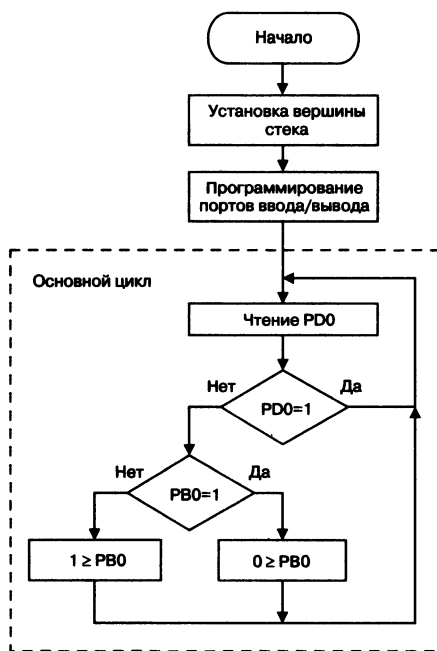 Начало
Установка вершины
стека
Программирование
портов ввода/вывода
Основной цикл
Чтение PD0
Нет
Да
PD0=1
Нет
Да
PB0=1
1 ≥ PB0
0 ≥ PB0